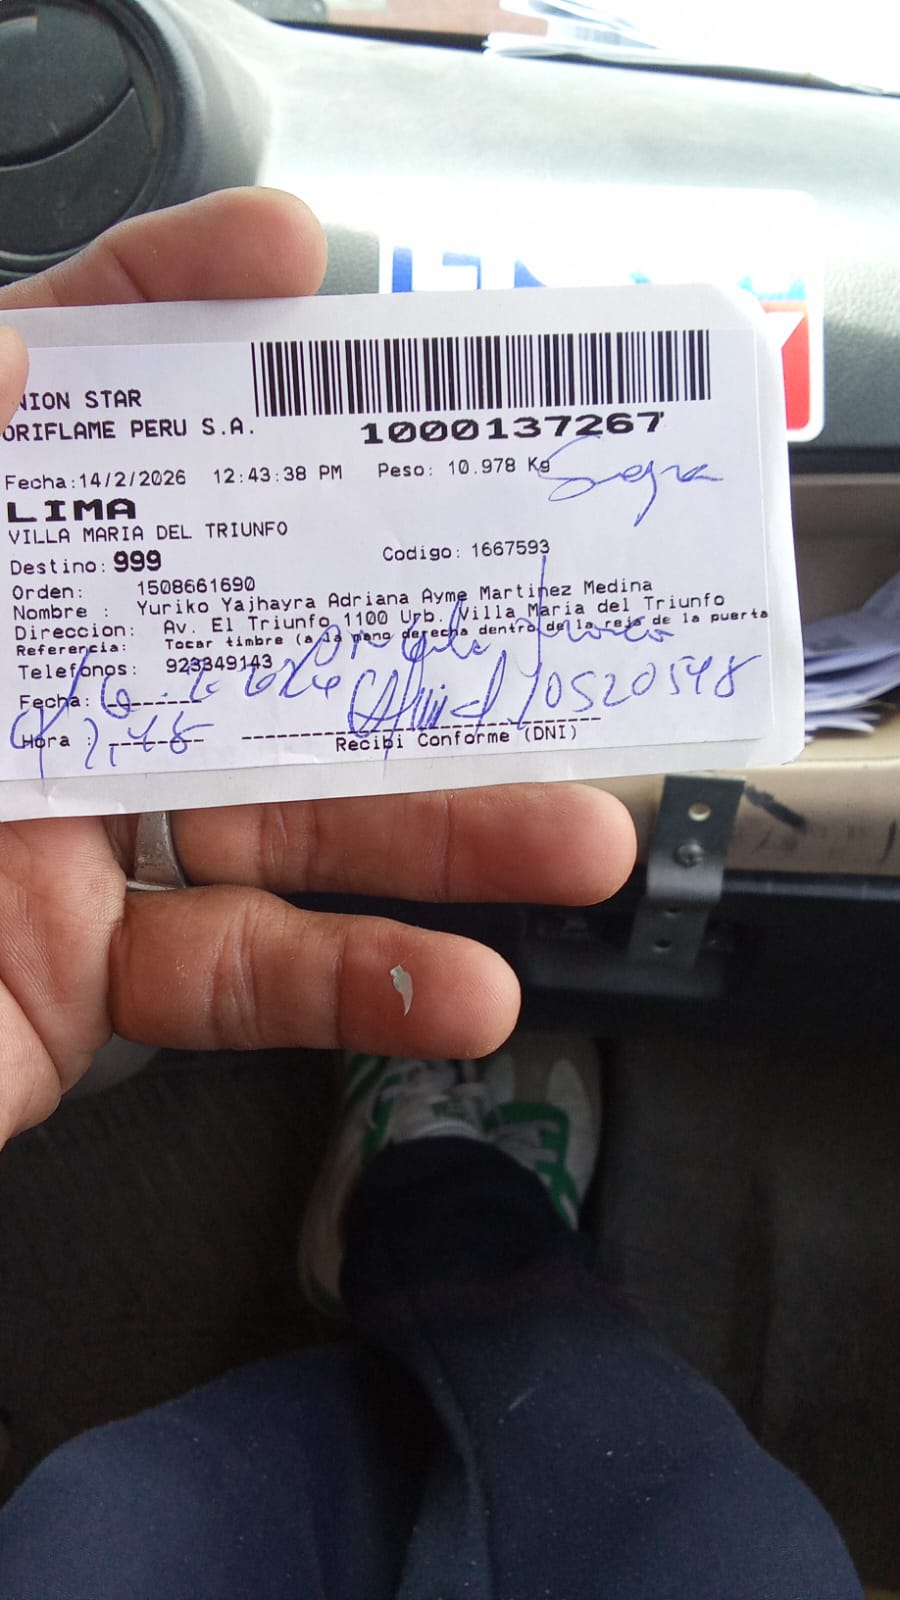 NION STAR
ORIFLAME PERU S.A.
1000137267
Fecha:14/2/2026 12:43:38 PM Peso: 10.978 Kg
LIMA
VILLA MARIA DEL TRIUNFO
Destino: 999 Codigo: 1667593
Orden: 1508661690
Nombre : Yuriko Yajhayra Adriana Ayme Martinez Medina
Direccion: Av. El Triunfo 1100 Urb. Villa Maria del Triunfo
Referencia: Tocar timbre (a la mano derecha dentro de la reja de la puerta
Telefonos: 923349143
Fecha:
10520548
Hora :
Recibi Conforme (DNI)